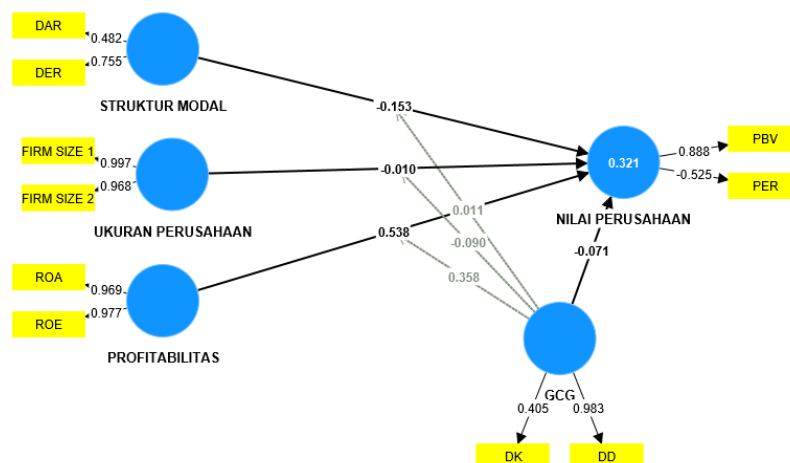 DAR
0.482
0.755
DER
STRUKTUR MODAL
-0.153
FIRM SIZE 1
0.997
0.968
FIRM SIZE 2
UKURAN PERUSAHAAN
-0.010
0.321
PBV
0.888
-0.525
PER
NILAI PERUSAHAAN
0.011
-0.090
0.538
0.358
-0.071
ROA
0.969
0.977
ROE
PROFITABILITAS
GCG
0.405
0.983
DK
DD